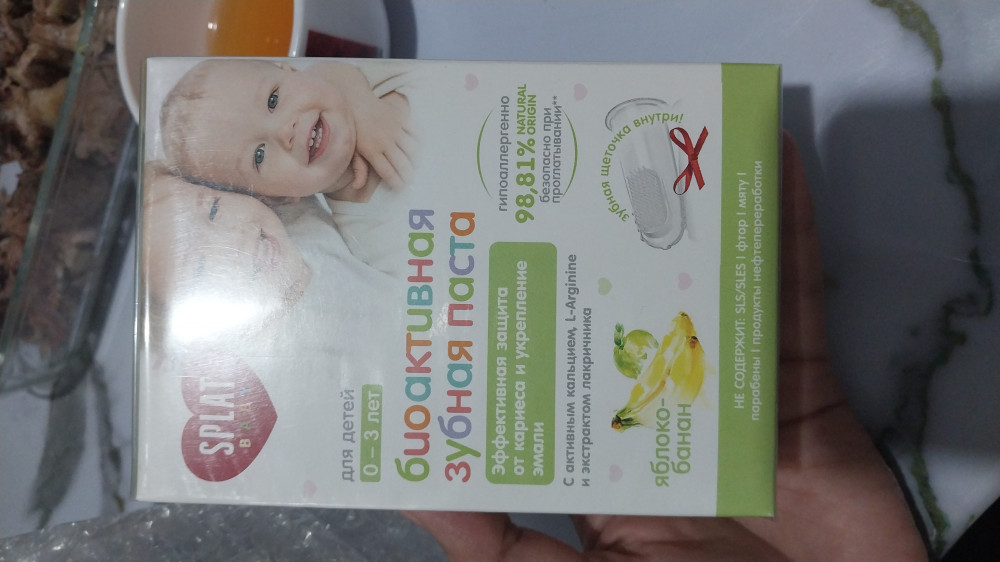 SPLAT
BABY
для детей
0 – 3 лет
биоактивная
зубная паста
Эффективная защита
от кариеса и укрепление
эмали
С активным кальцием, L-Arginine
и экстрактом лакричника
яблоко-
банан
гипоаллергенно
98,81% NATURAL
ORIGIN
безопасно при
проглатывании**
зубная щеточка внутри!
НЕ СОДЕРЖИТ: SLS/SLES | фтор | мяту |
парабены | продукты нефтепереработки